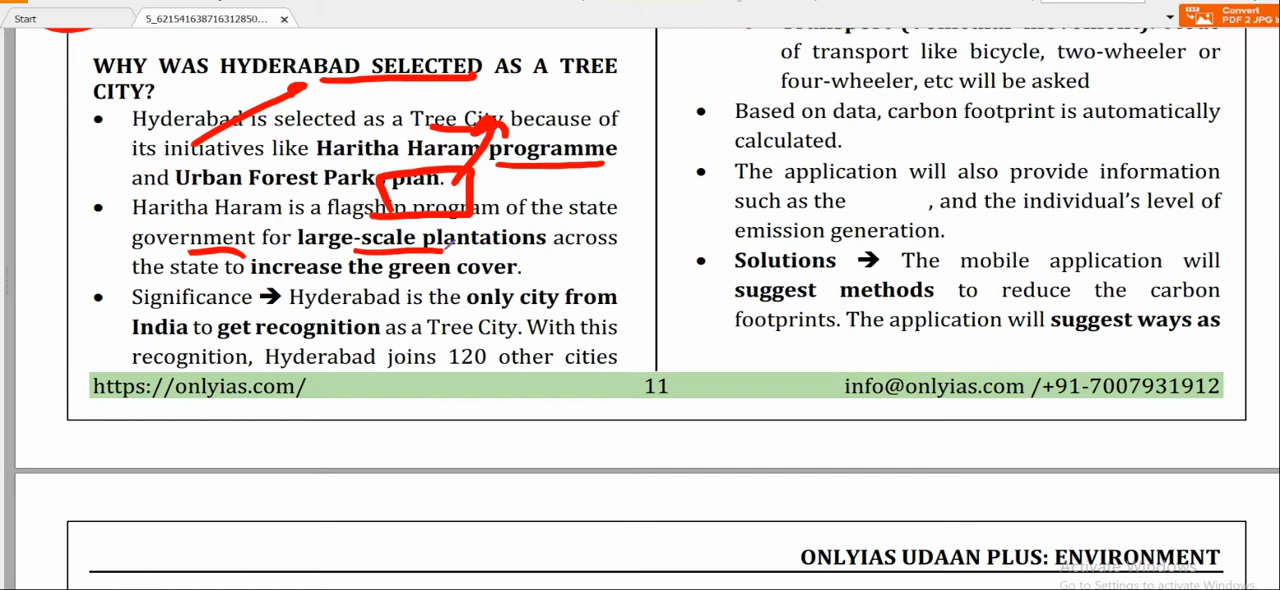 Start
5_621541638716312850...
Convert
PDF 2 JPG
WHY WAS HYDERABAD SELECTED AS A TREE
CITY?
• Hyderabad is selected as a Tree City because of
its initiatives like Haritha Haram programme
and Urban Forest Parks plan.
• Haritha Haram is a flagship program of the state
government for large-scale plantations across
the state to increase the green cover.
• Significance ➔ Hyderabad is the only city from
India to get recognition as a Tree City. With this
recognition, Hyderabad joins 120 other cities
of transport like bicycle, two-wheeler or
four-wheeler, etc will be asked
• Based on data, carbon footprint is automatically
calculated.
• The application will also provide information
such as the , and the individual's level of
emission generation.
• Solutions ➔ The mobile application will
suggest methods to reduce the carbon
footprints. The application will suggest ways as
https://onlyias.com/ 11 info@onlyias.com /+91-7007931912
ONLYIAS UDAAN PLUS: ENVIRONMENT
Activate Windows
Go to Settings to activate Windows.